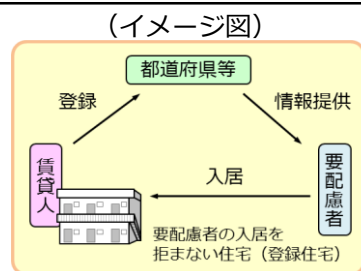 （イメージ図）
都道府県等
登録
情報提供
賃貸人
要配慮者
入居
要配慮者の入居を
拒まない住宅（登録住宅）